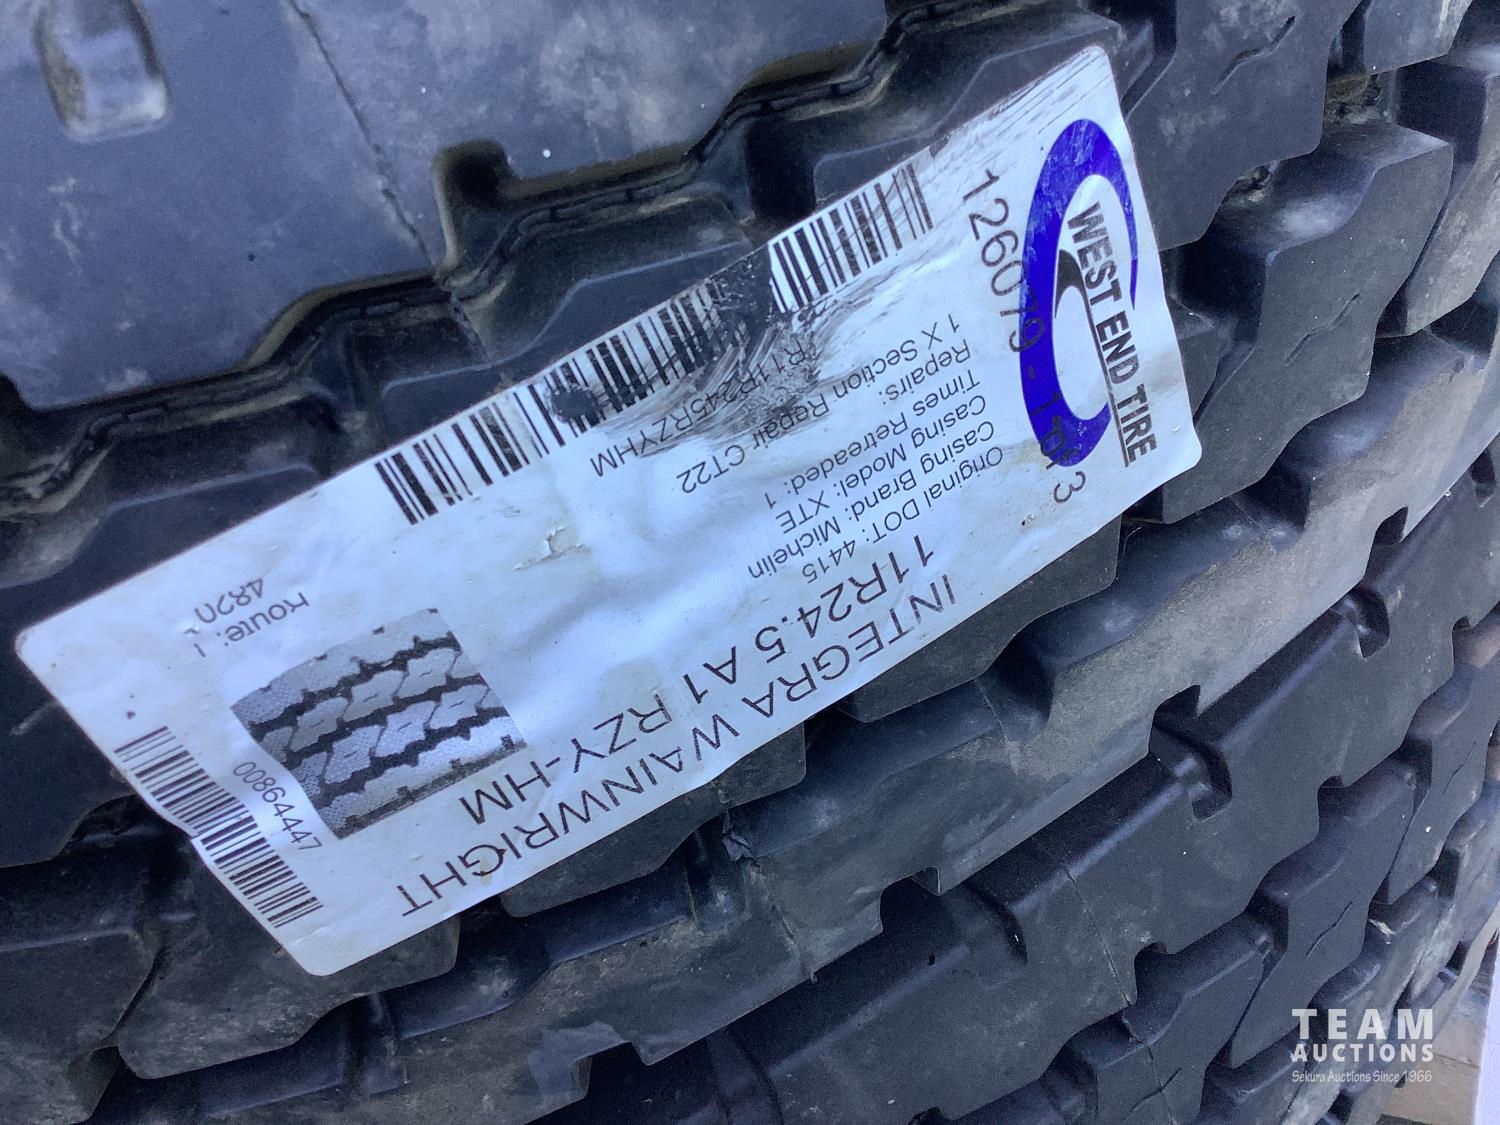 WEST END TIRE
126079 - 1
3
INTEGRA WAINWRIGHT
11R24.5 A1 RZY-HM
Original DOT: 4415
Casing Brand: Michelin
Casing Model: XTE
Times Retreaded: 1
Repairs:
1 X Section Repair CT22
R11R245RZYHM
00864447
Route:
TEAM
AUCTIONS
Sekura Auctions Since 1966